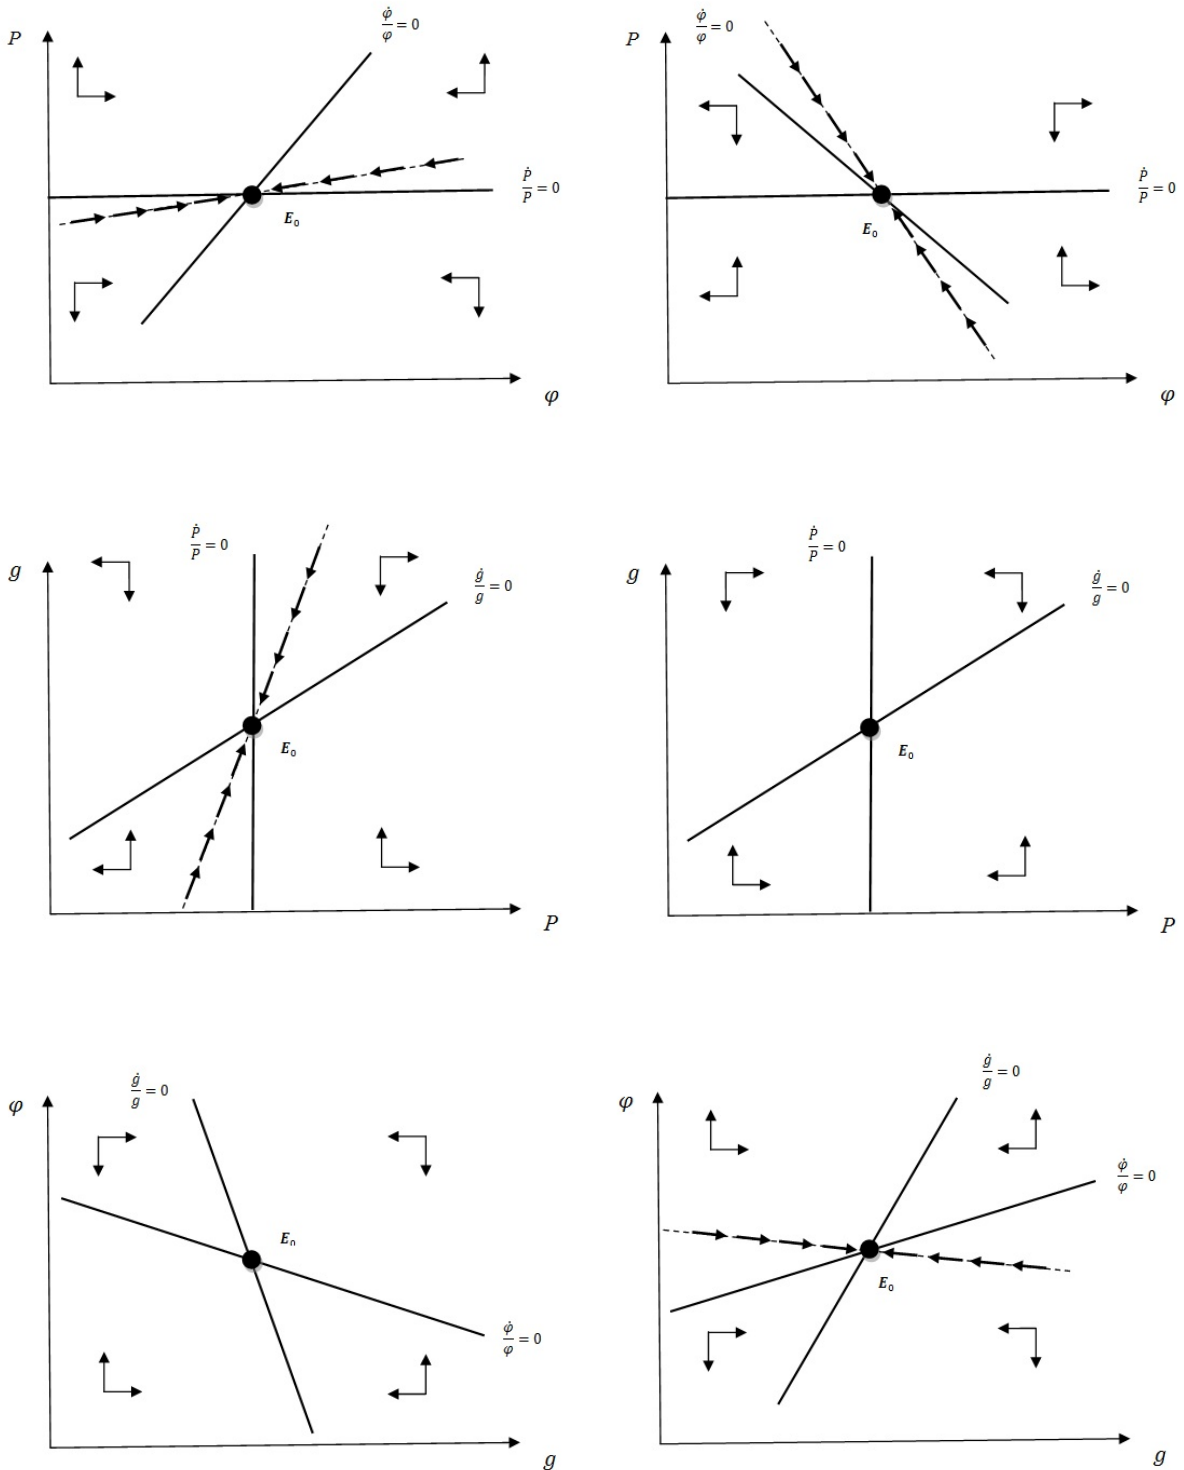 φ̇/φ = 0
P
Ṗ/P = 0
E₀
φ
φ̇/φ = 0
P
Ṗ/P = 0
E₀
φ
Ṗ/P = 0
g
ġ/g = 0
E₀
P
Ṗ/P = 0
g
ġ/g = 0
E₀
P
ġ/g = 0
φ
E₀
φ̇/φ = 0
g
ġ/g = 0
φ
φ̇/φ = 0
E₀
g